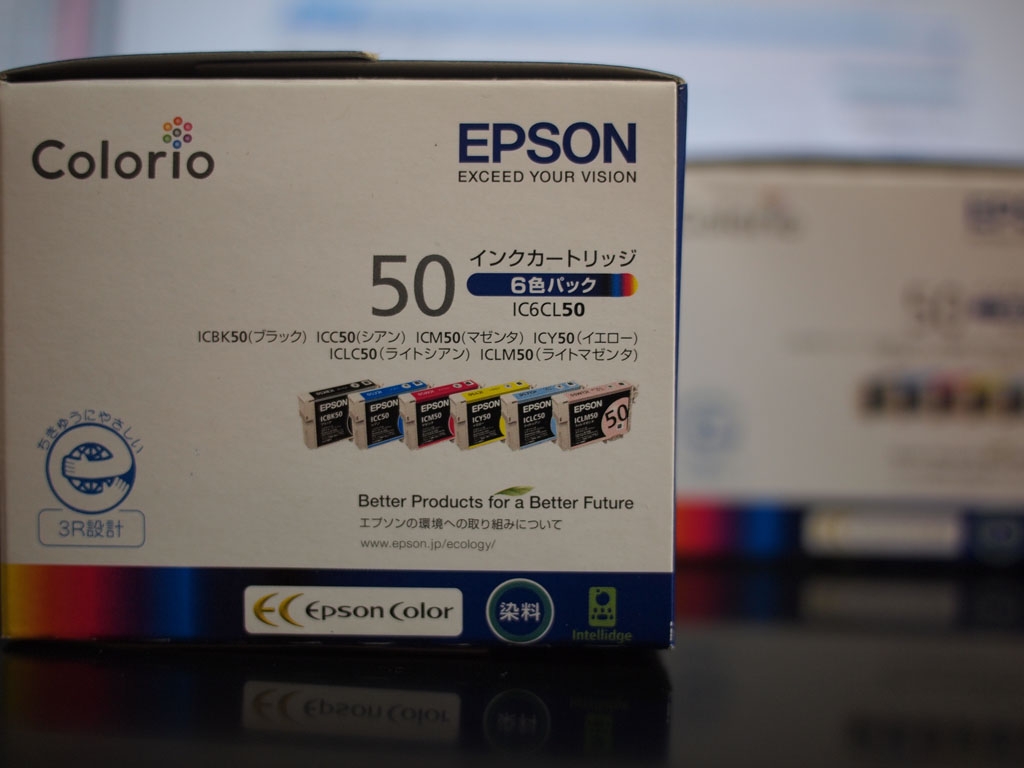 Colorio
EPSON
EXCEED YOUR VISION
50
インクカートリッジ
6色パック
IC6CL50
ICBK50(ブラック) ICC50(シアン) ICM50(マゼンタ) ICY50(イエロー)
ICLC50(ライトシアン) ICLM50(ライトマゼンタ)
EPSON ICBK50
EPSON ICC50
EPSON ICM50
EPSON ICY50
EPSON ICLC50
EPSON ICLM50
50
ちきゅうにやさしい
3R設計
Better Products for a Better Future
エプソンの環境への取り組みについて
www.epson.jp/ecology/
EPSON COLOR
染料
Intellidge
50